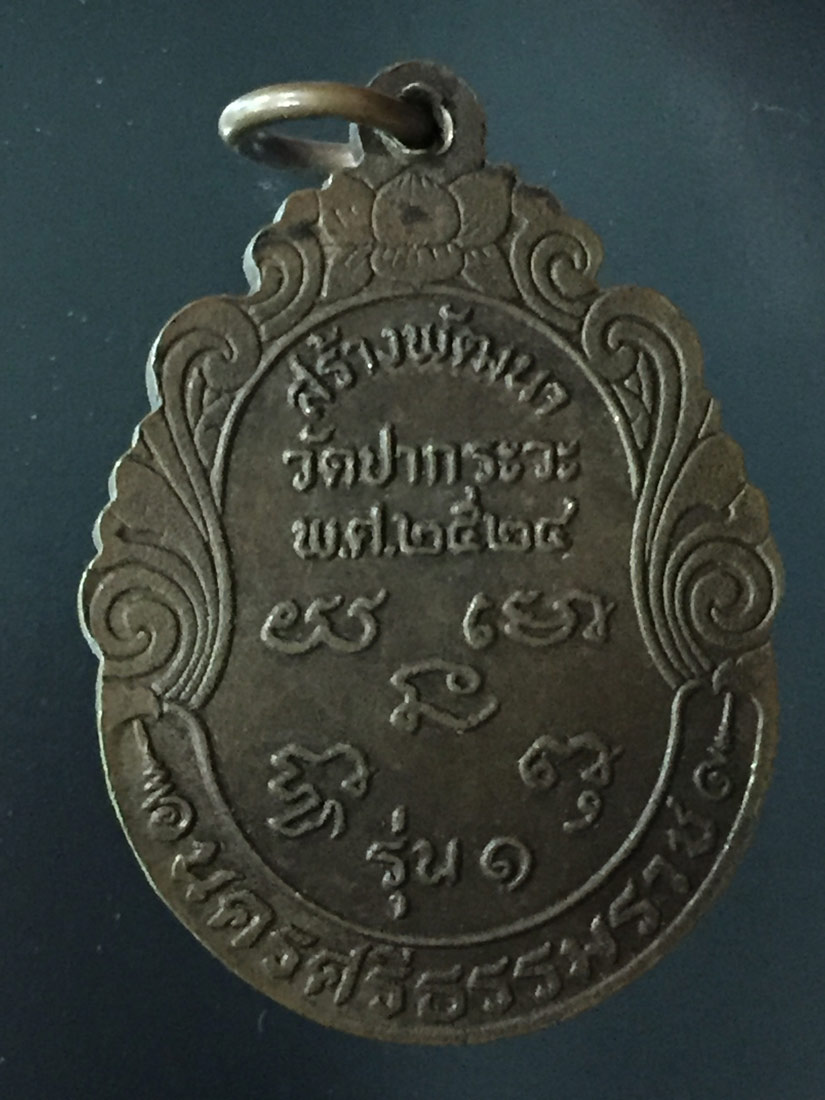 สร้างพัฒนา
วัดปากระวะ
พ.ศ.๒๕๒๔
รุ่น ๑
จ.นครศรีธรรมราช